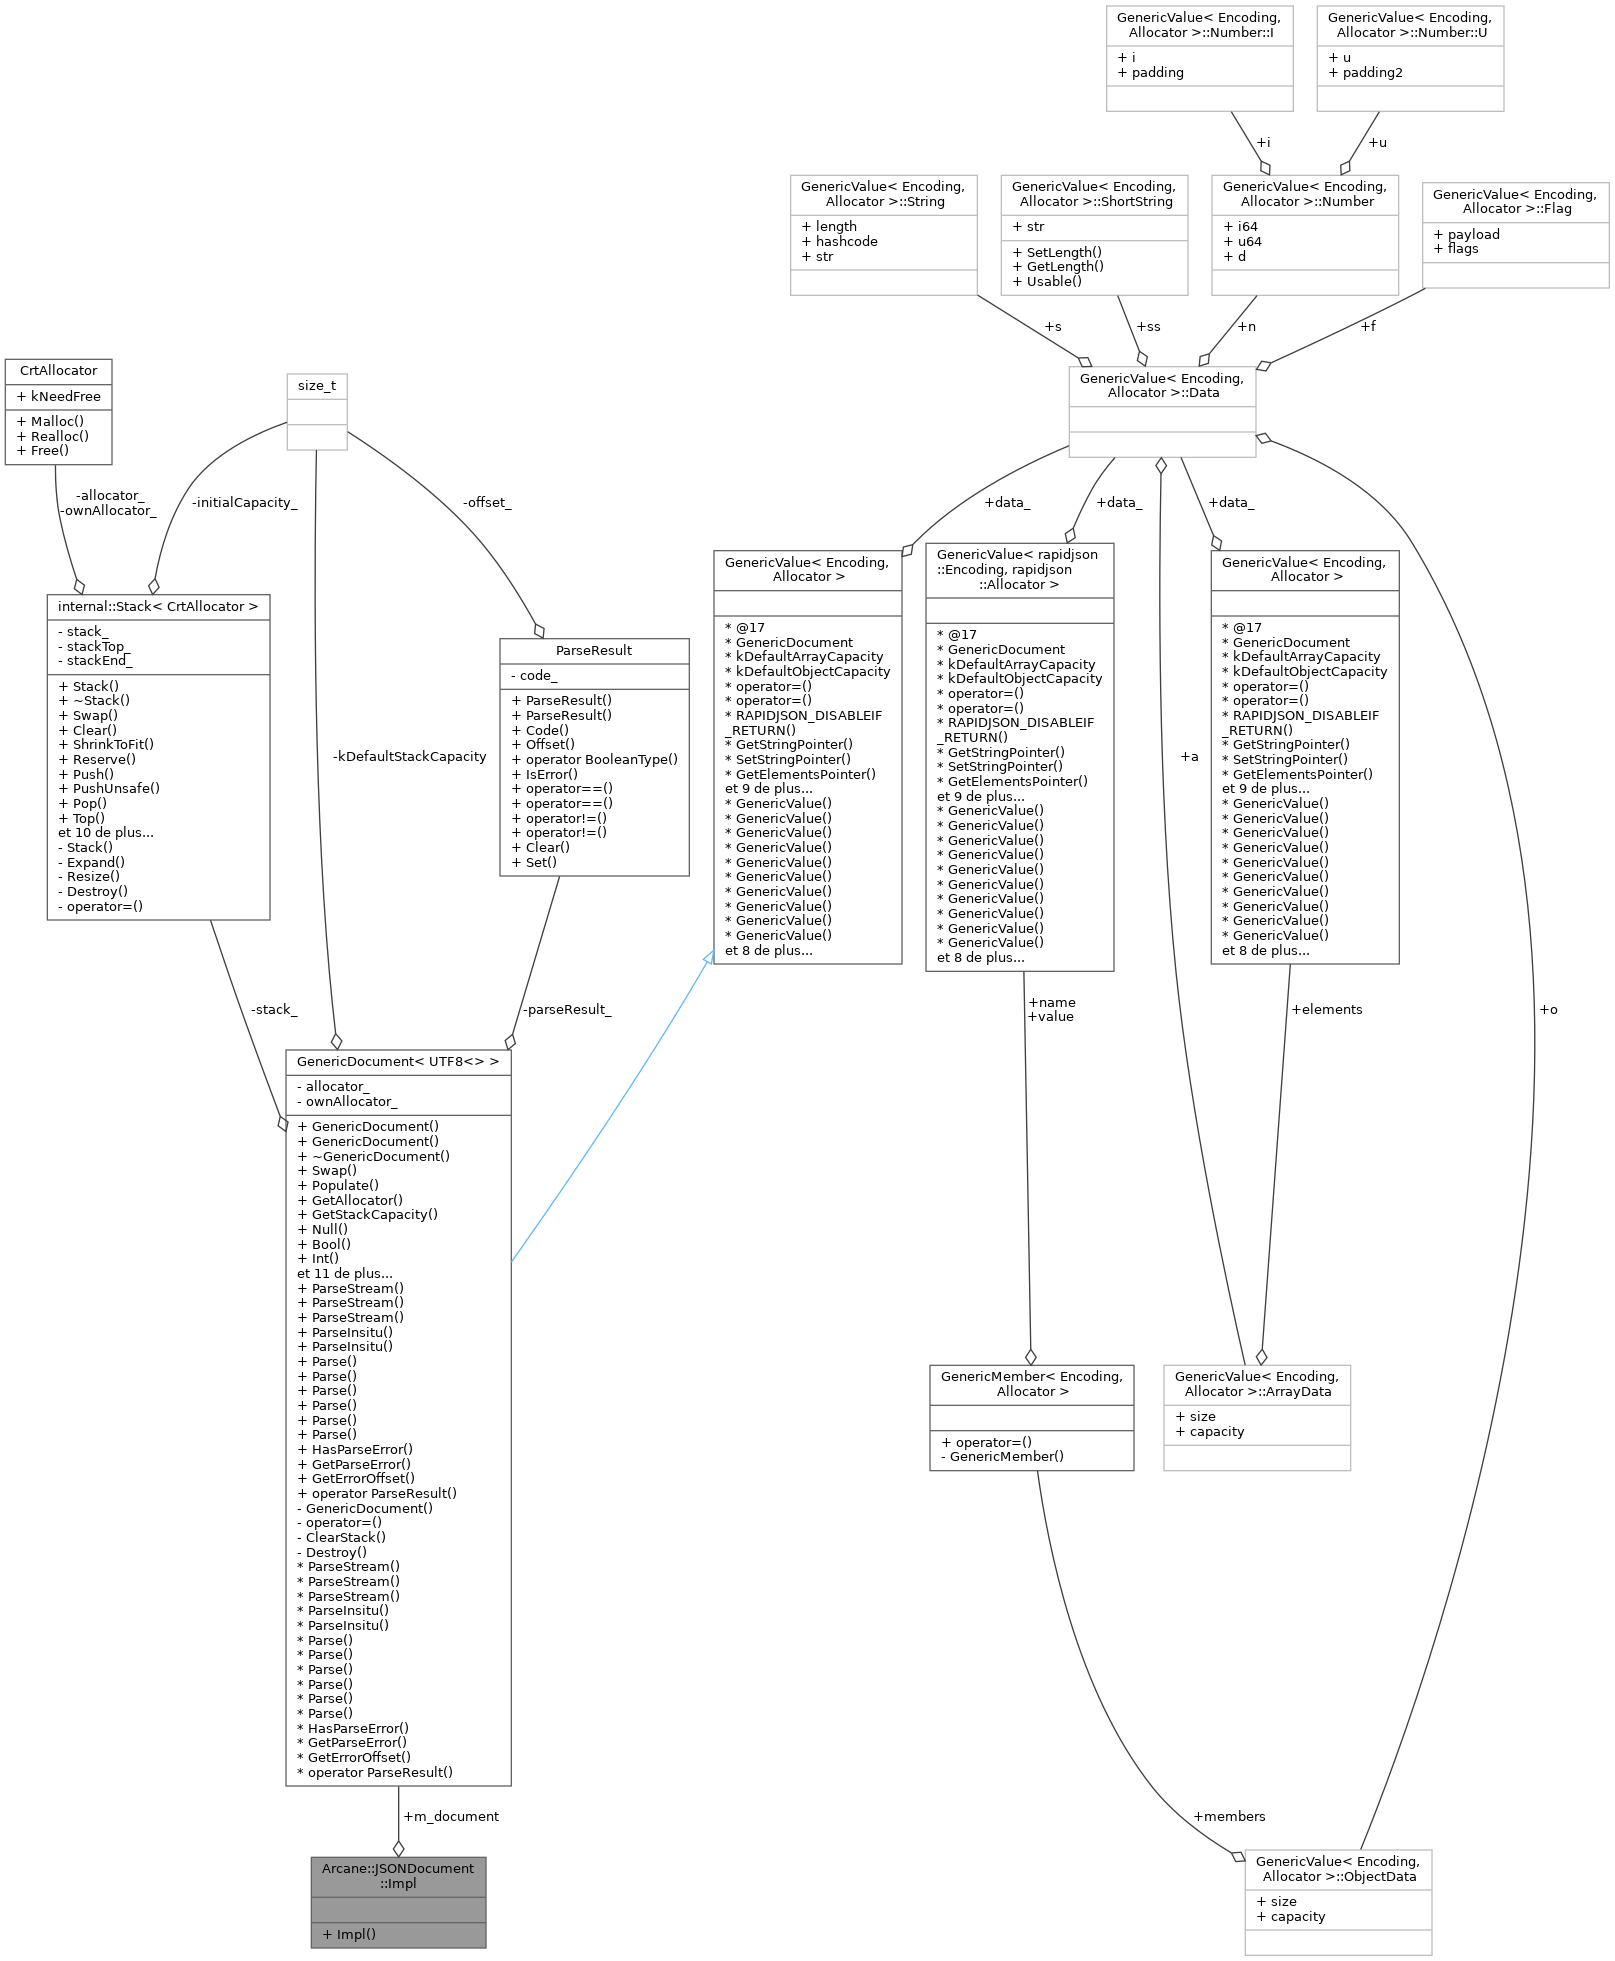 GenericValue< Encoding,
Allocator >::Number::I
+ i
+ padding
GenericValue< Encoding,
Allocator >::Number::U
+ u
+ padding2
+i
+u
GenericValue< Encoding,
Allocator >::String
+ length
+ hashcode
+ str
GenericValue< Encoding,
Allocator >::ShortString
+ str
+ SetLength()
+ GetLength()
+ Usable()
GenericValue< Encoding,
Allocator >::Number
+ i64
+ u64
+ d
GenericValue< Encoding,
Allocator >::Flag
+ payload
+ flags
+s
+ss
+n
+f
CrtAllocator
+ kNeedFree
+ Malloc()
+ Realloc()
+ Free()
size_t
GenericValue< Encoding,
Allocator >::Data
-allocator_
-ownAllocator_
-initialCapacity_
-offset_
+data_
+data_
+data_
internal::Stack< CrtAllocator >
- stack_
- stackTop_
- stackEnd_
+ Stack()
+ ~Stack()
+ Swap()
+ Clear()
+ ShrinkToFit()
+ Reserve()
+ Push()
+ PushUnsafe()
+ Pop()
+ Top()
et 10 de plus...
- Stack()
- Expand()
- Resize()
- Destroy()
- operator=()
-kDefaultStackCapacity
ParseResult
- code_
+ ParseResult()
+ ParseResult()
+ Code()
+ Offset()
+ operator BooleanType()
+ IsError()
+ operator==()
+ operator==()
+ operator!=()
+ operator!=()
+ Clear()
+ Set()
GenericValue< Encoding,
Allocator >
* @17
* GenericDocument
* kDefaultArrayCapacity
* kDefaultObjectCapacity
* operator=()
* operator=()
* RAPIDJSON_DISABLEIF
_RETURN()
* GetStringPointer()
* SetStringPointer()
* GetElementsPointer()
et 9 de plus...
* GenericValue()
* GenericValue()
* GenericValue()
* GenericValue()
* GenericValue()
* GenericValue()
* GenericValue()
* GenericValue()
* GenericValue()
* GenericValue()
et 8 de plus...
GenericValue< rapidjson
::Encoding, rapidjson
::Allocator >
* @17
* GenericDocument
* kDefaultArrayCapacity
* kDefaultObjectCapacity
* operator=()
* operator=()
* RAPIDJSON_DISABLEIF
_RETURN()
* GetStringPointer()
* SetStringPointer()
* GetElementsPointer()
et 9 de plus...
* GenericValue()
* GenericValue()
* GenericValue()
* GenericValue()
* GenericValue()
* GenericValue()
* GenericValue()
* GenericValue()
* GenericValue()
* GenericValue()
et 8 de plus...
+a
GenericValue< Encoding,
Allocator >
* @17
* GenericDocument
* kDefaultArrayCapacity
* kDefaultObjectCapacity
* operator=()
* operator=()
* RAPIDJSON_DISABLEIF
_RETURN()
* GetStringPointer()
* SetStringPointer()
* GetElementsPointer()
et 9 de plus...
* GenericValue()
* GenericValue()
* GenericValue()
* GenericValue()
* GenericValue()
* GenericValue()
* GenericValue()
* GenericValue()
* GenericValue()
* GenericValue()
et 8 de plus...
-stack_
-parseResult_
+name
+value
+elements
+o
GenericDocument< UTF8<> >
- allocator_
- ownAllocator_
+ GenericDocument()
+ GenericDocument()
+ ~GenericDocument()
+ Swap()
+ Populate()
+ GetAllocator()
+ GetStackCapacity()
+ Null()
+ Bool()
+ Int()
et 11 de plus...
+ ParseStream()
+ ParseStream()
+ ParseStream()
+ ParseInsitu()
+ ParseInsitu()
+ Parse()
+ Parse()
+ Parse()
+ Parse()
+ Parse()
+ Parse()
+ HasParseError()
+ GetParseError()
+ GetErrorOffset()
+ operator ParseResult()
- GenericDocument()
- operator=()
- ClearStack()
- Destroy()
* ParseStream()
* ParseStream()
* ParseStream()
* ParseInsitu()
* ParseInsitu()
* Parse()
* Parse()
* Parse()
* Parse()
* Parse()
* Parse()
* HasParseError()
* GetParseError()
* GetErrorOffset()
* operator ParseResult()
GenericMember< Encoding,
Allocator >
+ operator=()
- GenericMember()
GenericValue< Encoding,
Allocator >::ArrayData
+ size
+ capacity
+m_document
+members
Arcane::JSONDocument
::Impl
+ Impl()
GenericValue< Encoding,
Allocator >::ObjectData
+ size
+ capacity